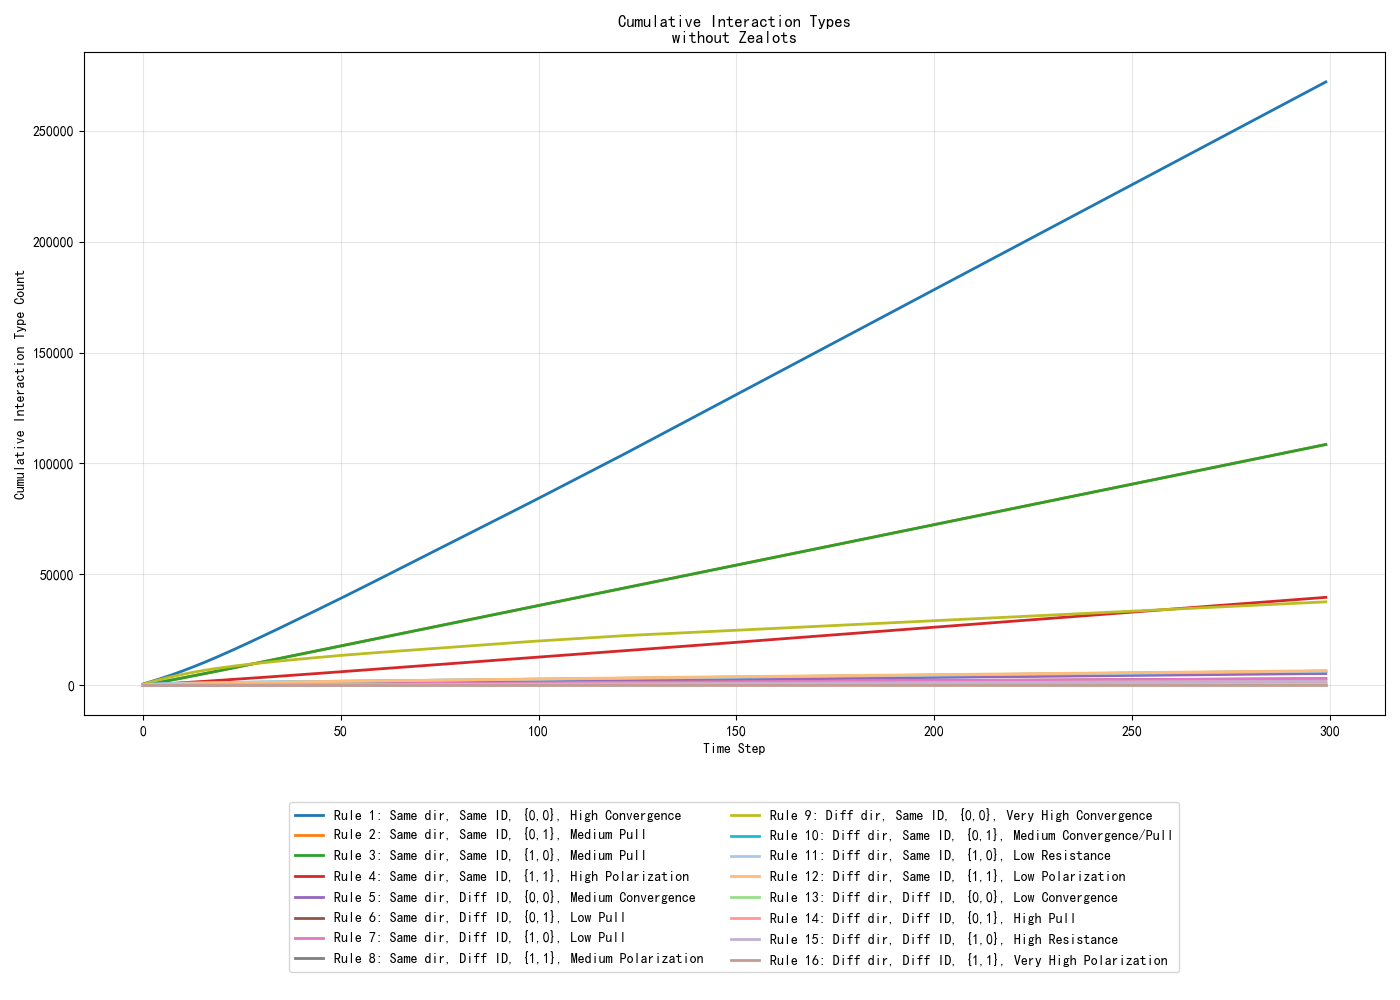 Cumulative Interaction Types
without Zealots
Cumulative Interaction Type Count
250000
200000
150000
100000
50000
0
0
50
100
150
200
250
300
Time Step
Rule 1: Same dir, Same ID, {0,0}, High Convergence
Rule 2: Same dir, Same ID, {0,1}, Medium Pull
Rule 3: Same dir, Same ID, {1,0}, Medium Pull
Rule 4: Same dir, Same ID, {1,1}, High Polarization
Rule 5: Same dir, Diff ID, {0,0}, Medium Convergence
Rule 6: Same dir, Diff ID, {0,1}, Low Pull
Rule 7: Same dir, Diff ID, {1,0}, Low Pull
Rule 8: Same dir, Diff ID, {1,1}, Medium Polarization
Rule 9: Diff dir, Same ID, {0,0}, Very High Convergence
Rule 10: Diff dir, Same ID, {0,1}, Medium Convergence/Pull
Rule 11: Diff dir, Same ID, {1,0}, Low Resistance
Rule 12: Diff dir, Same ID, {1,1}, Low Polarization
Rule 13: Diff dir, Diff ID, {0,0}, Low Convergence
Rule 14: Diff dir, Diff ID, {0,1}, High Pull
Rule 15: Diff dir, Diff ID, {1,0}, High Resistance
Rule 16: Diff dir, Diff ID, {1,1}, Very High Polarization